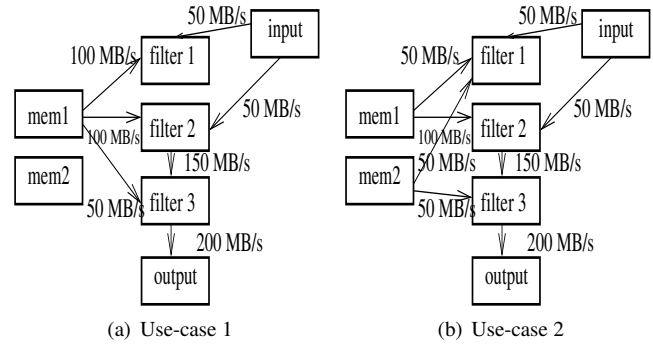 50 MB/s
input
filter 1
100 MB/s
50 MB/s
mem1
filter 2
100 MB/s
150 MB/s
mem2
filter 3
50 MB/s
200 MB/s
output
(a) Use-case 1
50 MB/s
input
filter 1
50 MB/s
50 MB/s
mem1
filter 2
100 MB/s
50 MB/s
150 MB/s
mem2
filter 3
50 MB/s
200 MB/s
output
(b) Use-case 2